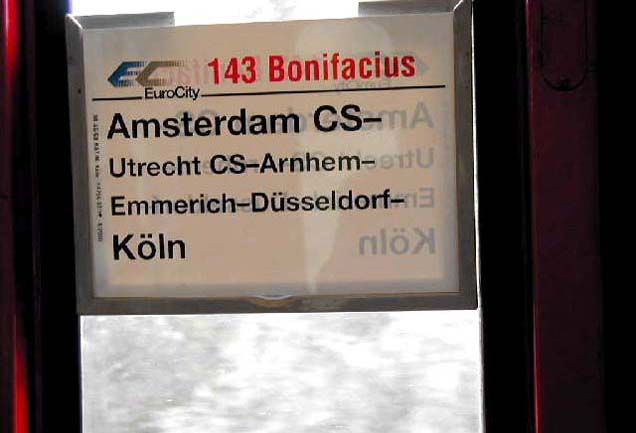 EC 143 Bonifacius
EuroCity
Amsterdam CS–
Utrecht CS–Arnhem–
Emmerich–Düsseldorf–
Köln